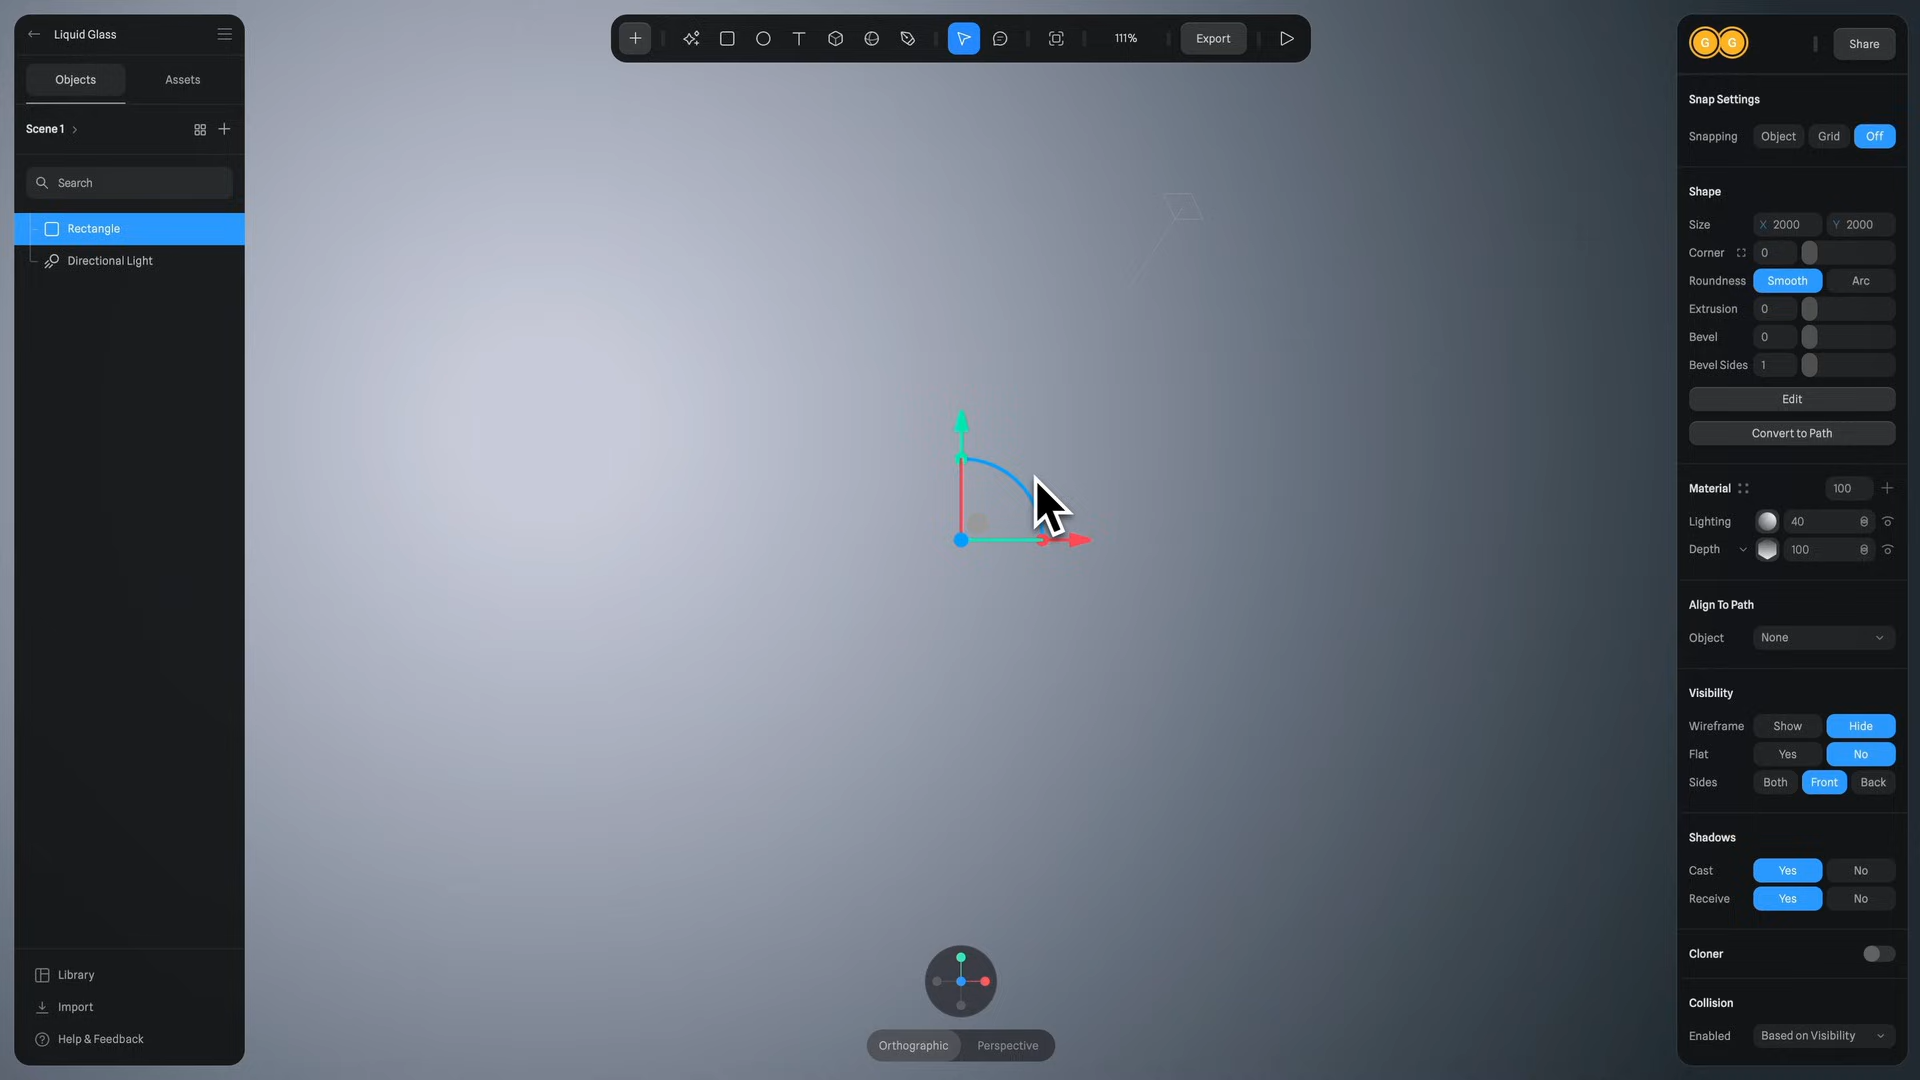 Liquid Glass
Objects
Assets
Scene 1
Search
Rectangle
Directional Light
Library
Import
Help & Feedback
111%
Export
Orthographic
Perspective
G
G
Share
Snap Settings
Snapping Object Grid Off
Shape
Size X 2000 Y 2000
Corner 0
Roundness Smooth Arc
Extrusion 0
Bevel 0
Bevel Sides 1
Edit
Convert to Path
Material 100
Lighting 40
Depth 100
Align To Path
Object None
Visibility
Wireframe Show Hide
Flat Yes No
Sides Both Front Back
Shadows
Cast Yes No
Receive Yes No
Cloner
Collision
Enabled Based on Visibility